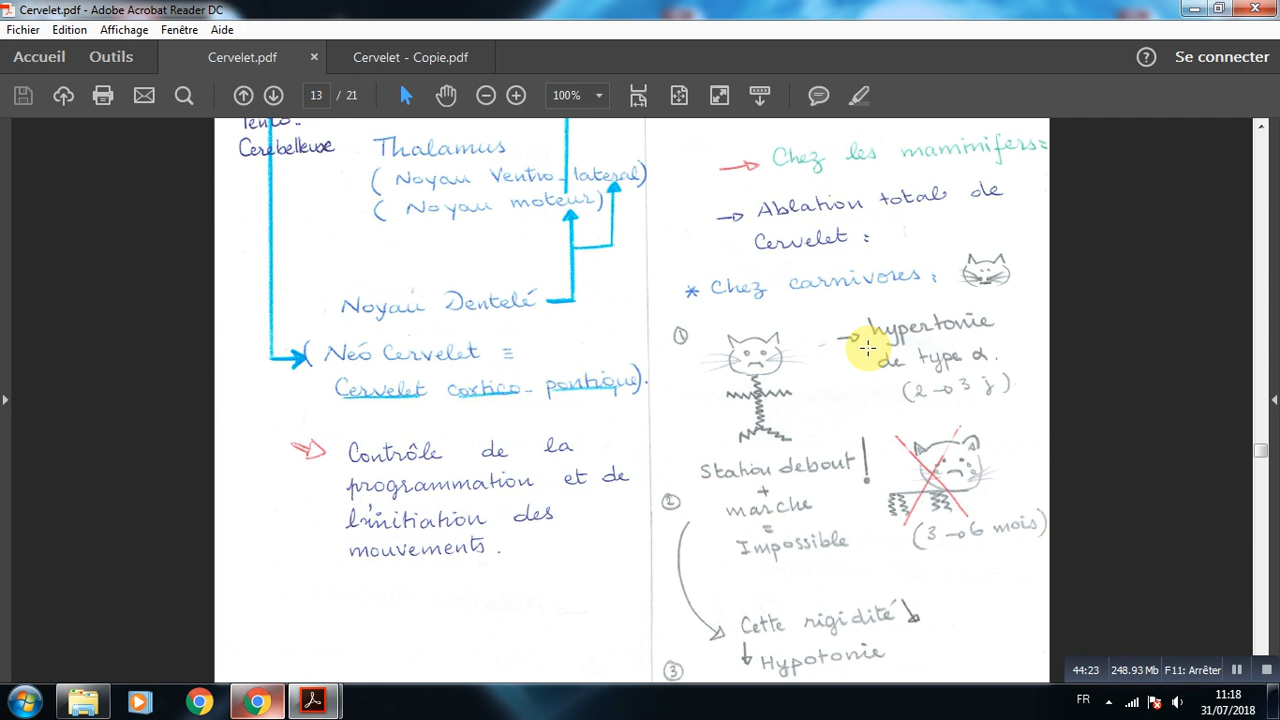 Cervelet.pdf - Adobe Acrobat Reader DC
Fichier Edition Affichage Fenêtre Aide
Accueil Outils Cervelet.pdf × Cervelet - Copie.pdf ? Se connecter
13 / 21 100%
Cerebelleuse
Thalamus
( Noyau Ventro-lateral)
( Noyau moteur)
Noyau Dentelé
( Néo Cervelet =
Cervelet cortico-pontique).
Contrôle de la
programmation et de
l'initiation des
mouvements.
→ Chez les maminifers:
→ Ablation total de
Cervelet :
* Chez carnivores :
① → hypertonie
de type α.
(2 → 3 j)
Station debout !
② + marche
= Impossible
(3 → 6 mois)
Cette rigidité ↓
↓ Hypotonie
③
44:23 248.93 MB F11: Arrêter
FR 11:18
31/07/2018